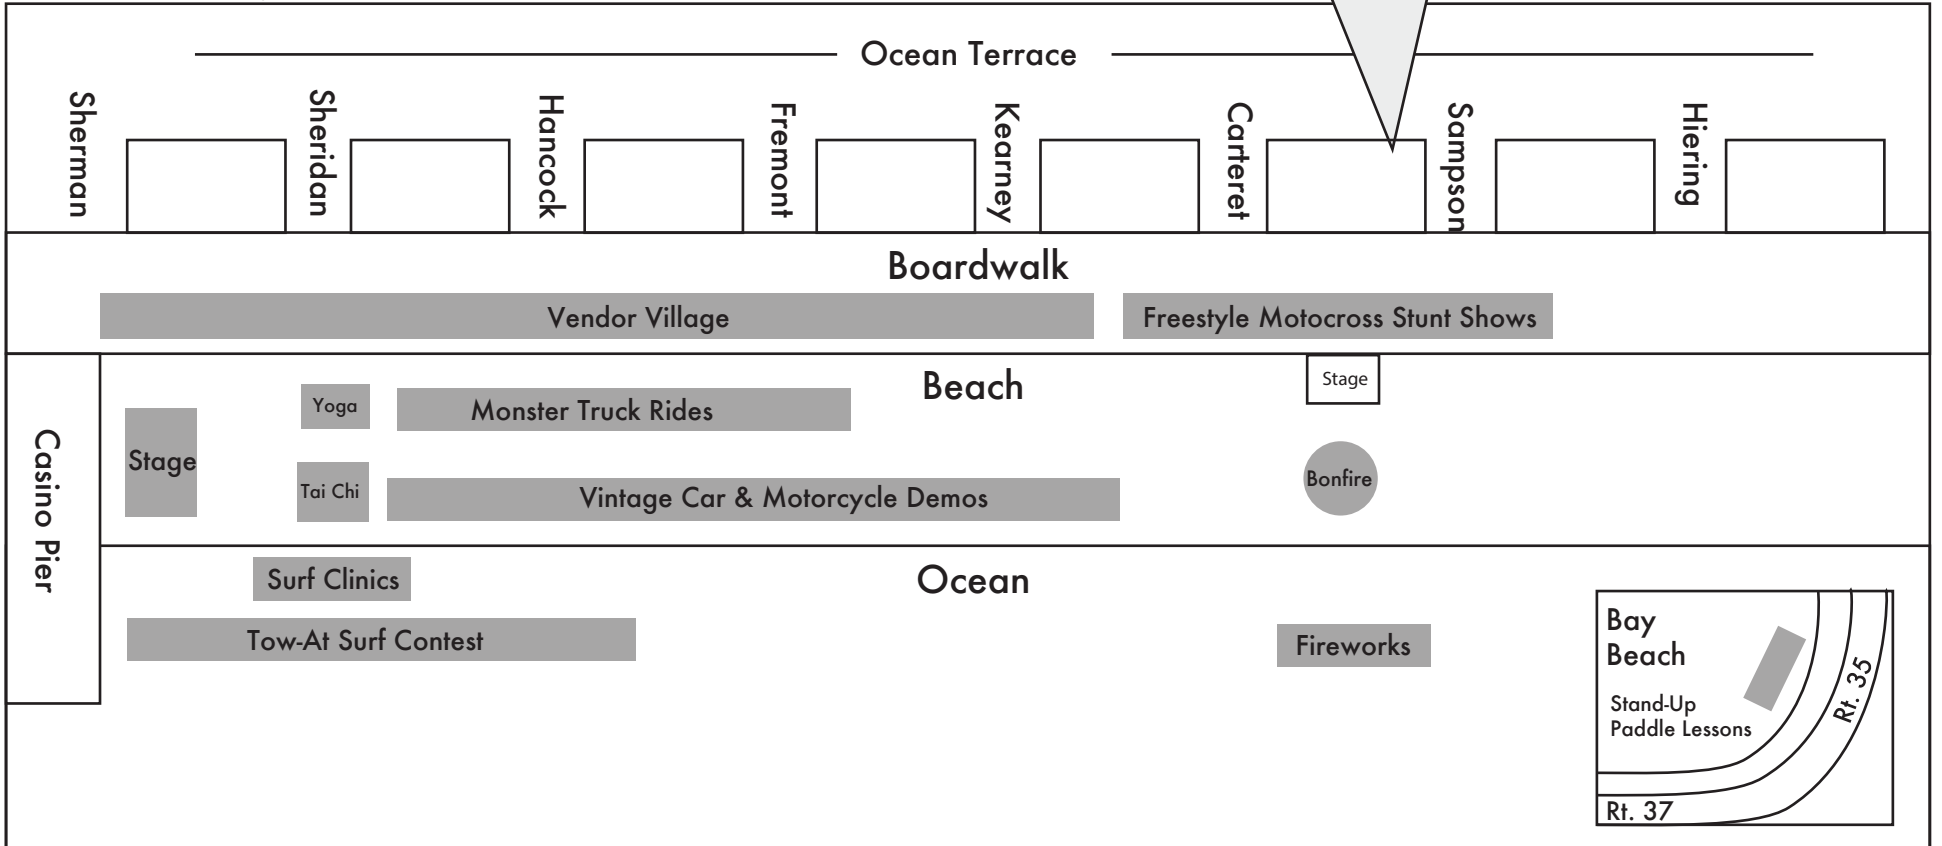 Ocean Terrace
Sherman
Sheridan
Hancock
Fremont
Kearney
Carteret
Sampson
Hiering
Boardwalk
Vendor Village
Freestyle Motocross Stunt Shows
Beach
Stage
Yoga
Monster Truck Rides
Casino Pier
Stage
Tai Chi
Vintage Car & Motorcycle Demos
Bonfire
Surf Clinics
Ocean
Tow-At Surf Contest
Fireworks
Bay
Beach
Stand-Up
Paddle Lessons
Rt. 35
Rt. 37